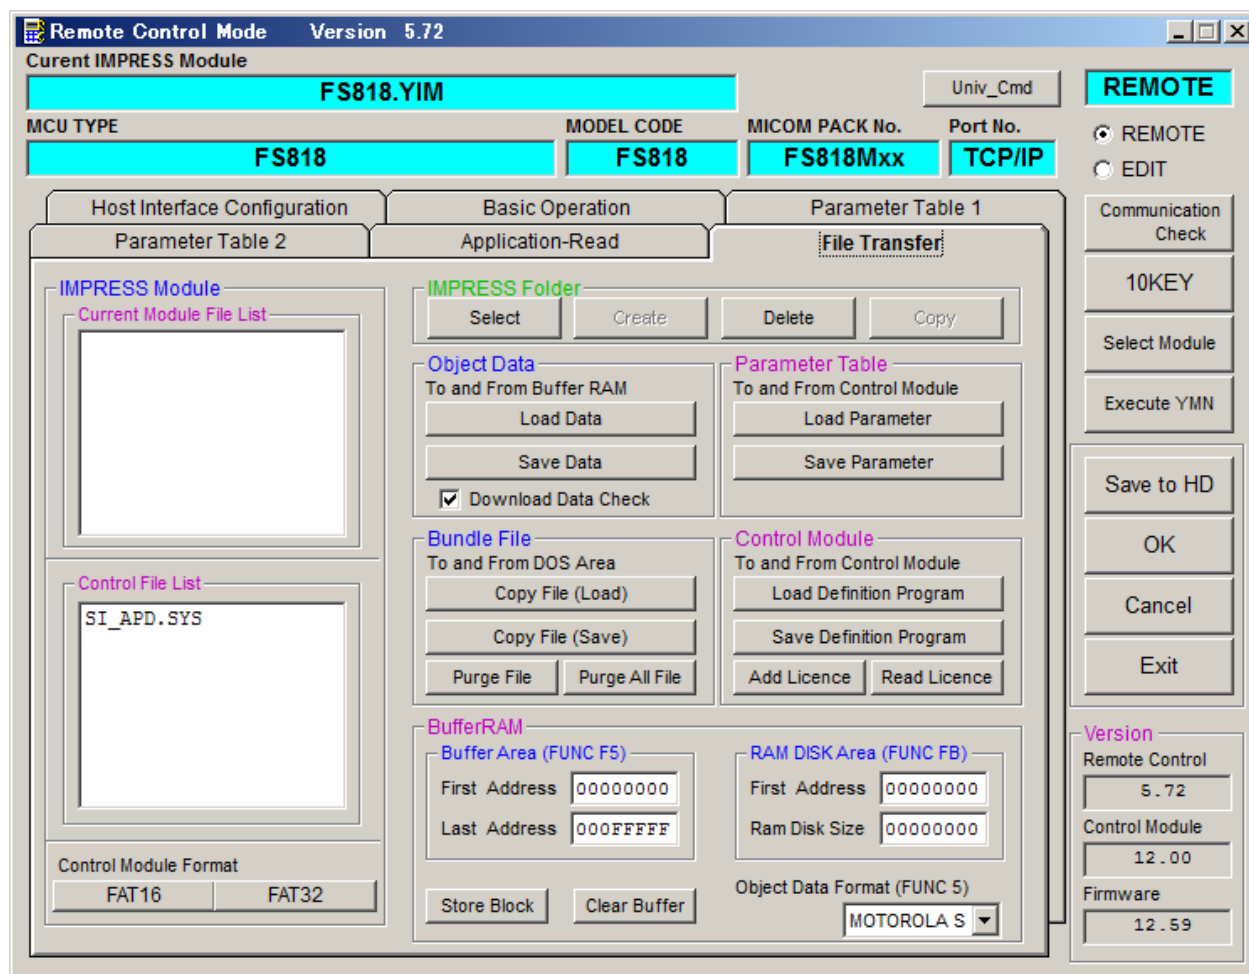 Remote Control Mode Version 5.72
Curent IMPRESS Module
FS818.YIM
Univ_Cmd
REMOTE
MCU TYPE
MODEL CODE
MICOM PACK No.
Port No.
FS818
FS818
FS818Mxx
TCP/IP
REMOTE
EDIT
Host Interface Configuration
Basic Operation
Parameter Table 1
Parameter Table 2
Application-Read
File Transfer
Communication
Check
10KEY
Select Module
Execute YMN
IMPRESS Module
Current Module File List
Control File List
SI_APD.SYS
Control Module Format
FAT16
FAT32
IMPRESS Folder
Select
Create
Delete
Copy
Object Data
To and From Buffer RAM
Load Data
Save Data
Download Data Check
Parameter Table
To and From Control Module
Load Parameter
Save Parameter
Bundle File
To and From DOS Area
Copy File (Load)
Copy File (Save)
Purge File
Purge All File
Control Module
To and From Control Module
Load Definition Program
Save Definition Program
Add Licence
Read Licence
BufferRAM
Buffer Area (FUNC F5)
First Address 00000000
Last Address 000FFFFF
RAM DISK Area (FUNC FB)
First Address 00000000
Ram Disk Size 00000000
Store Block
Clear Buffer
Object Data Format (FUNC 5)
MOTOROLA S
Save to HD
OK
Cancel
Exit
Version
Remote Control
5.72
Control Module
12.00
Firmware
12.59